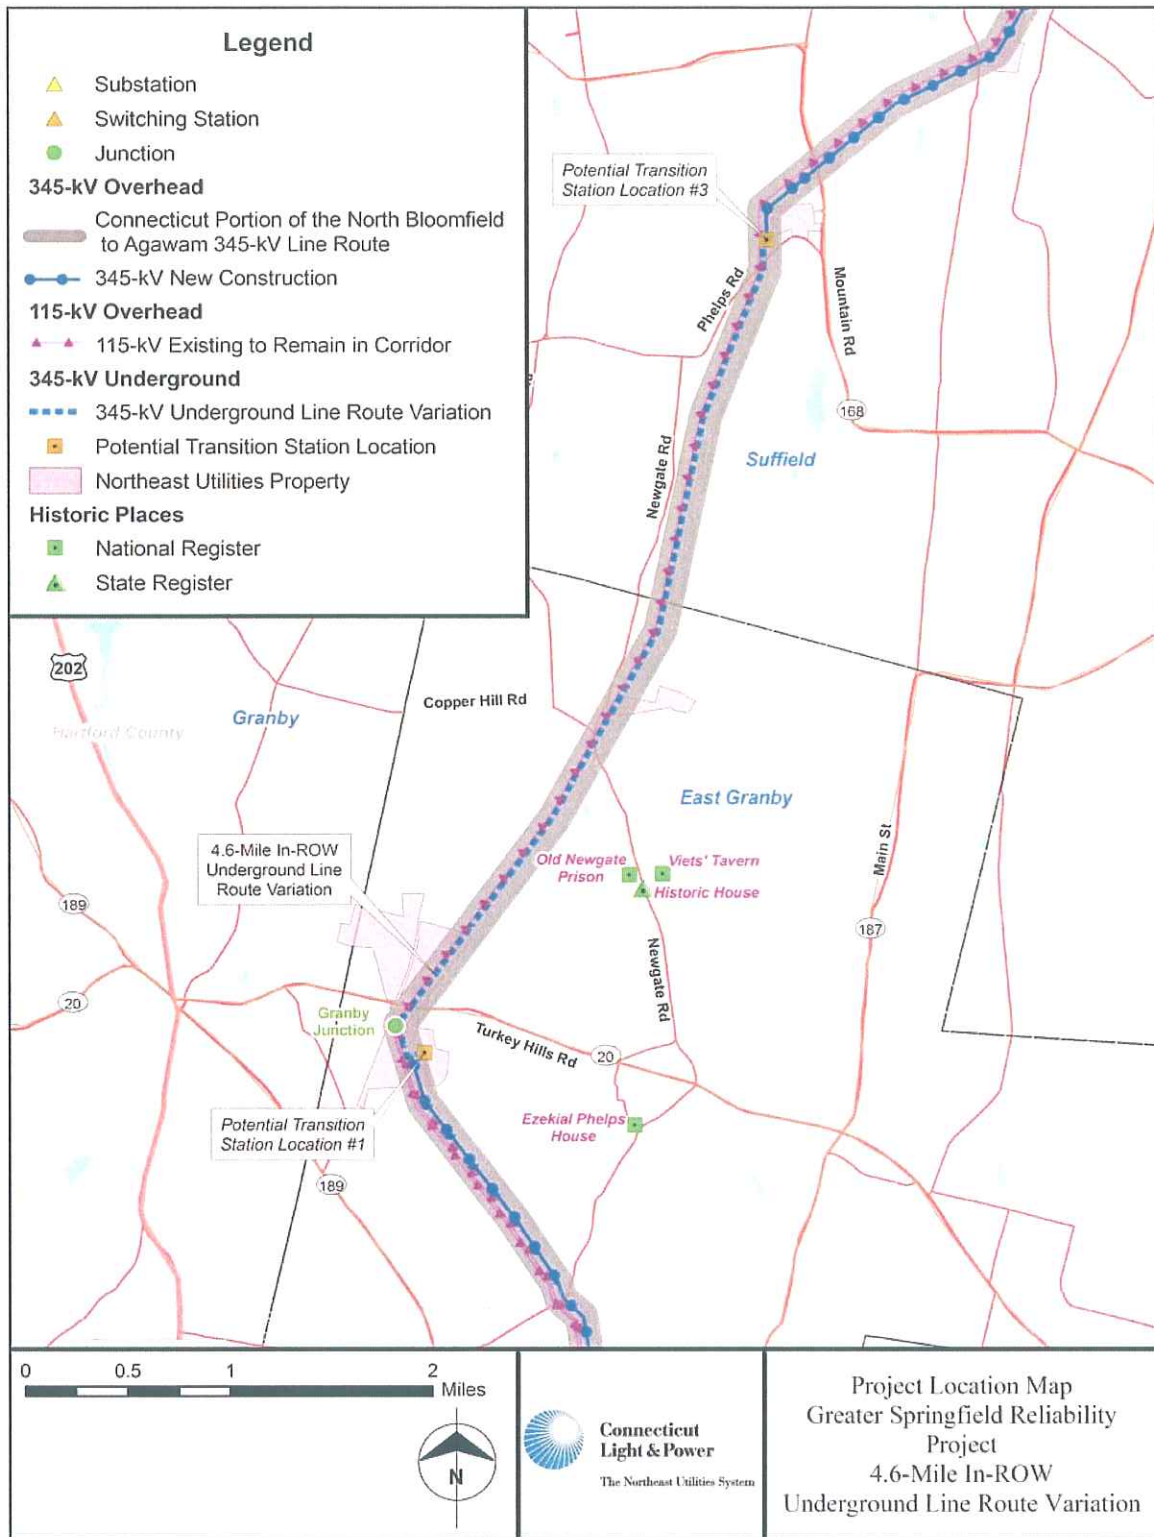 Legend
Substation
Switching Station
Junction
345-kV Overhead
Connecticut Portion of the North Bloomfield
to Agawam 345-kV Line Route
345-kV New Construction
115-kV Overhead
115-kV Existing to Remain in Corridor
345-kV Underground
345-kV Underground Line Route Variation
Potential Transition Station Location
Northeast Utilities Property
Historic Places
National Register
State Register
Potential Transition
Station Location #3
Phelps Rd
Mountain Rd
168
Newgate Rd
Suffield
202
Copper Hill Rd
Granby
Hartford County
East Granby
Main St
4.6-Mile In-ROW
Underground Line
Route Variation
Old Newgate
Prison
Viets' Tavern
Historic House
189
187
Newgate Rd
20
Granby
Junction
Turkey Hills Rd
20
Potential Transition
Station Location #1
Ezekial Phelps
House
189
0 0.5 1 2
Miles
N
Connecticut
Light & Power
The Northeast Utilities System
Project Location Map
Greater Springfield Reliability
Project
4.6-Mile In-ROW
Underground Line Route Variation